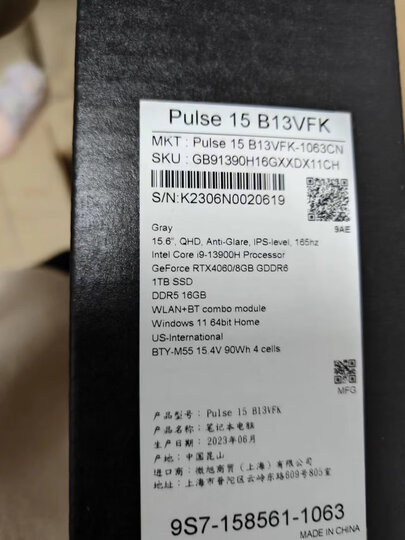 Pulse 15 B13VFK
MKT : Pulse 15 B13VFK-1063CN
SKU : GB91390H16GXXDX11CH
S/N:K2306N0020619
9AE
Gray
15.6", QHD, Anti-Glare, IPS-level, 165hz
Intel Core i9-13900H Processor
GeForce RTX4060/8GB GDDR6
1TB SSD
DDR5 16GB
WLAN+BT combo module
Windows 11 64bit Home
US-International
BTY-M55 15.4V 90Wh 4 cells
MFG
产品型号: Pulse 15 B13VFK
产品名称: 笔记本电脑
生产日期: 2023年06月
产地: 中国昆山
进口商: 微旭商贸(上海)有限公司
地址: 上海市普陀区云岭东路609号805室
9S7-158561-1063
MADE IN CHINA